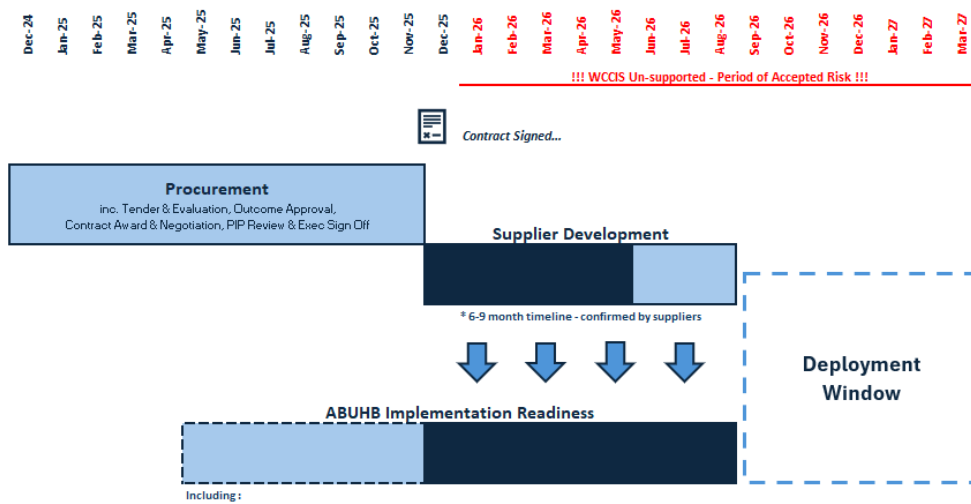 Dec-24 Jan-25 Feb-25 Mar-25 Apr-25 May-25 Jun-25 Jul-25 Aug-25 Sep-25 Oct-25 Nov-25 Dec-25 Jan-26 Feb-26 Mar-26 Apr-26 May-26 Jun-26 Jul-26 Aug-26 Sep-26 Oct-26 Nov-26 Dec-26 Jan-27 Feb-27 Mar-27
!!! WCCIS Un-supported - Period of Accepted Risk !!!
Contract Signed...
Procurement
inc. Tender & Evaluation, Outcome Approval,
Contract Award & Negotiation, PIP Review & Exec Sign Off
Supplier Development
* 6-9 month timeline - confirmed by suppliers
Deployment
Window
ABUHB Implementation Readiness
Including :